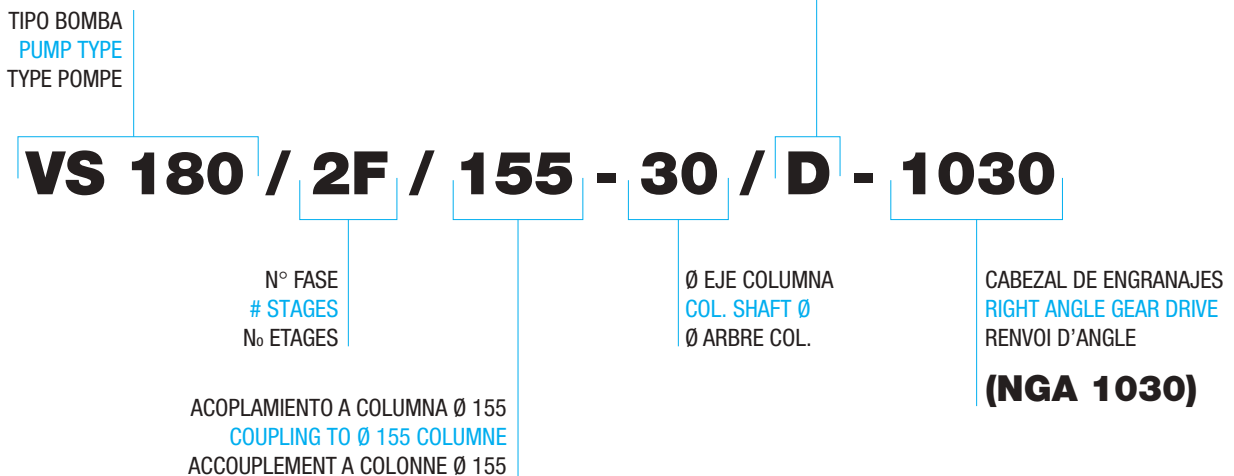 TIPO BOMBA
PUMP TYPE
TYPE POMPE
VS 180 / 2F / 155 - 30 / D - 1030
N° FASE
# STAGES
No ETAGES
Ø EJE COLUMNA
COL. SHAFT Ø
Ø ARBRE COL.
CABEZAL DE ENGRANAJES
RIGHT ANGLE GEAR DRIVE
RENVOI D'ANGLE
(NGA 1030)
ACOPLAMIENTO A COLUMNA Ø 155
COUPLING TO Ø 155 COLUMNE
ACCOUPLEMENT A COLONNE Ø 155